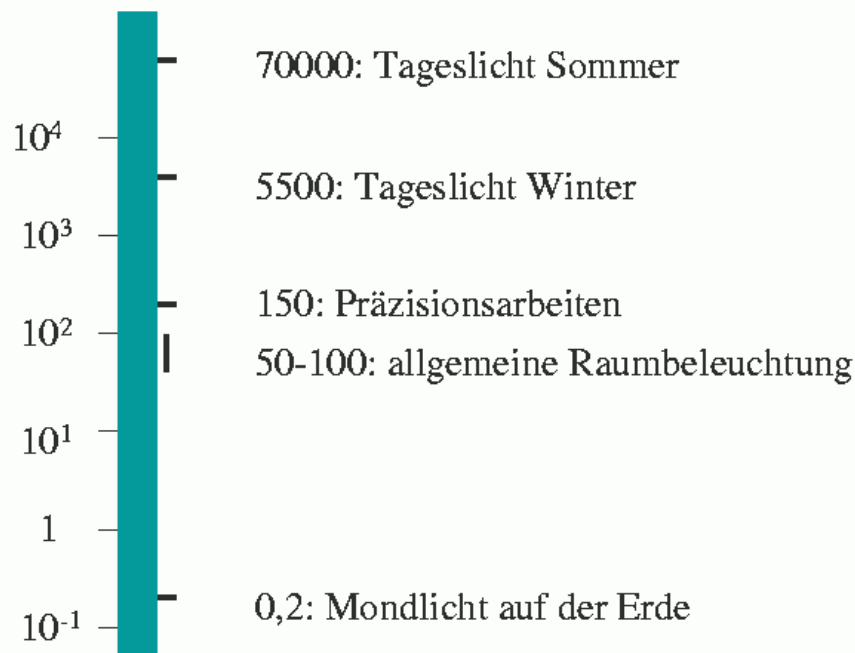 70000: Tageslicht Sommer
10⁴
5500: Tageslicht Winter
10³
150: Präzisionsarbeiten
10²
50-100: allgemeine Raumbeleuchtung
10¹
1
0,2: Mondlicht auf der Erde
10⁻¹